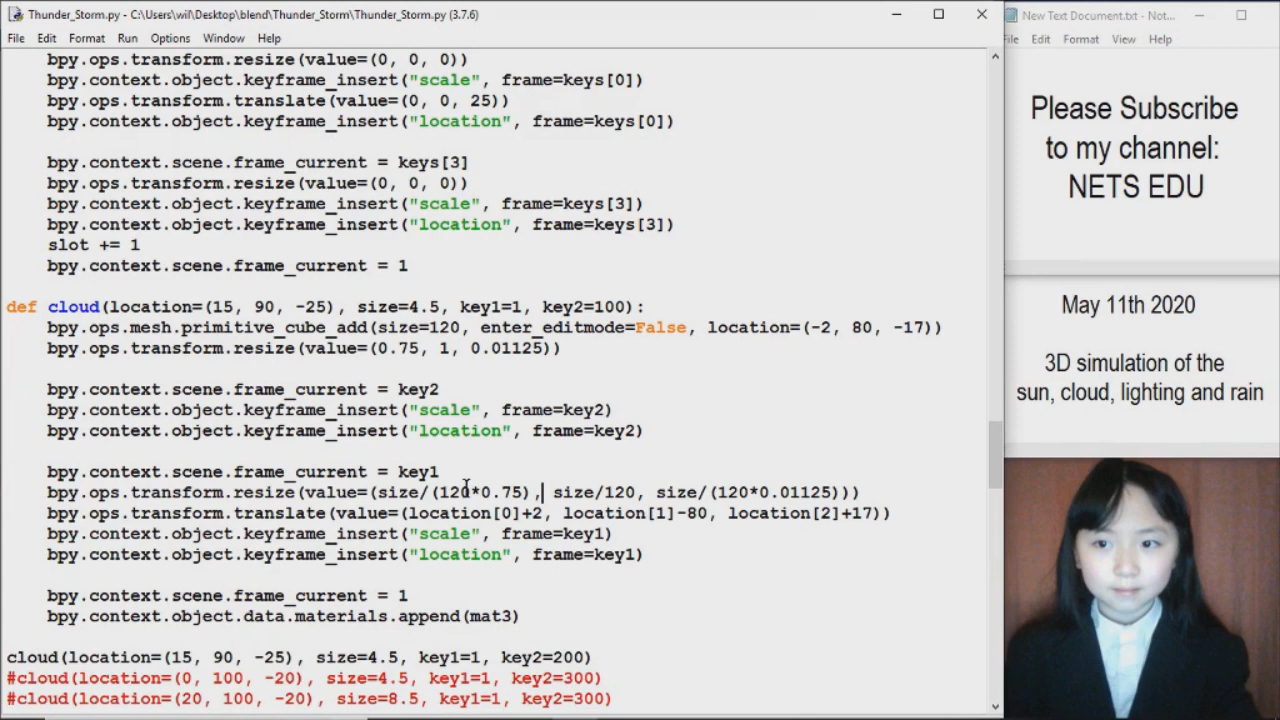 Thunder_Storm.py - C:\Users\wil\Desktop\blend\Thunder_Storm\Thunder_Storm.py (3.7.6)
File Edit Format Run Options Window Help
bpy.ops.transform.resize(value=(0, 0, 0))
bpy.context.object.keyframe_insert("scale", frame=keys[0])
bpy.ops.transform.translate(value=(0, 0, 25))
bpy.context.object.keyframe_insert("location", frame=keys[0])
bpy.context.scene.frame_current = keys[3]
bpy.ops.transform.resize(value=(0, 0, 0))
bpy.context.object.keyframe_insert("scale", frame=keys[3])
bpy.context.object.keyframe_insert("location", frame=keys[3])
slot += 1
bpy.context.scene.frame_current = 1
def cloud(location=(15, 90, -25), size=4.5, key1=1, key2=100):
bpy.ops.mesh.primitive_cube_add(size=120, enter_editmode=False, location=(-2, 80, -17))
bpy.ops.transform.resize(value=(0.75, 1, 0.01125))
bpy.context.scene.frame_current = key2
bpy.context.object.keyframe_insert("scale", frame=key2)
bpy.context.object.keyframe_insert("location", frame=key2)
bpy.context.scene.frame_current = key1
bpy.ops.transform.resize(value=(size/(120*0.75), size/120, size/(120*0.01125)))
bpy.ops.transform.translate(value=(location[0]+2, location[1]-80, location[2]+17))
bpy.context.object.keyframe_insert("scale", frame=key1)
bpy.context.object.keyframe_insert("location", frame=key1)
bpy.context.scene.frame_current = 1
bpy.context.object.data.materials.append(mat3)
cloud(location=(15, 90, -25), size=4.5, key1=1, key2=200)
#cloud(location=(0, 100, -20), size=4.5, key1=1, key2=300)
#cloud(location=(20, 100, -20), size=8.5, key1=1, key2=300)
New Text Document.txt - Not...
File Edit Format View Help
Please Subscribe
to my channel:
NETS EDU
May 11th 2020
3D simulation of the
sun, cloud, lighting and rain